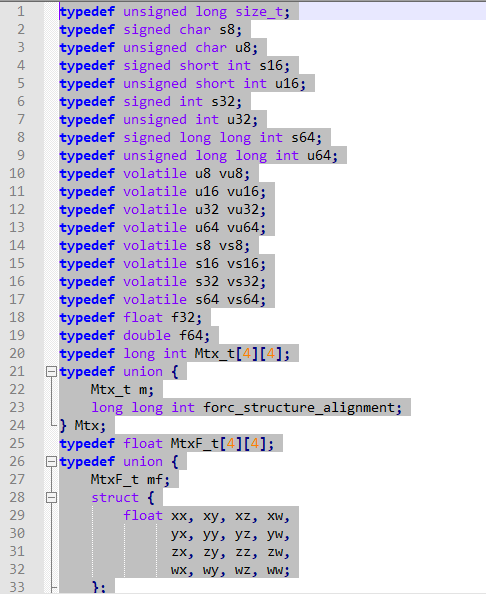 1 typedef unsigned long size_t;
2 typedef signed char s8;
3 typedef unsigned char u8;
4 typedef signed short int s16;
5 typedef unsigned short int u16;
6 typedef signed int s32;
7 typedef unsigned int u32;
8 typedef signed long long int s64;
9 typedef unsigned long long int u64;
10 typedef volatile u8 vu8;
11 typedef volatile u16 vu16;
12 typedef volatile u32 vu32;
13 typedef volatile u64 vu64;
14 typedef volatile s8 vs8;
15 typedef volatile s16 vs16;
16 typedef volatile s32 vs32;
17 typedef volatile s64 vs64;
18 typedef float f32;
19 typedef double f64;
20 typedef long int Mtx_t[4][4];
21 typedef union {
22 Mtx_t m;
23 long long int forc_structure_alignment;
24 } Mtx;
25 typedef float MtxF_t[4][4];
26 typedef union {
27 MtxF_t mf;
28 struct {
29 float xx, xy, xz, xw,
30 yx, yy, yz, yw,
31 zx, zy, zz, zw,
32 wx, wy, wz, ww;
33 };